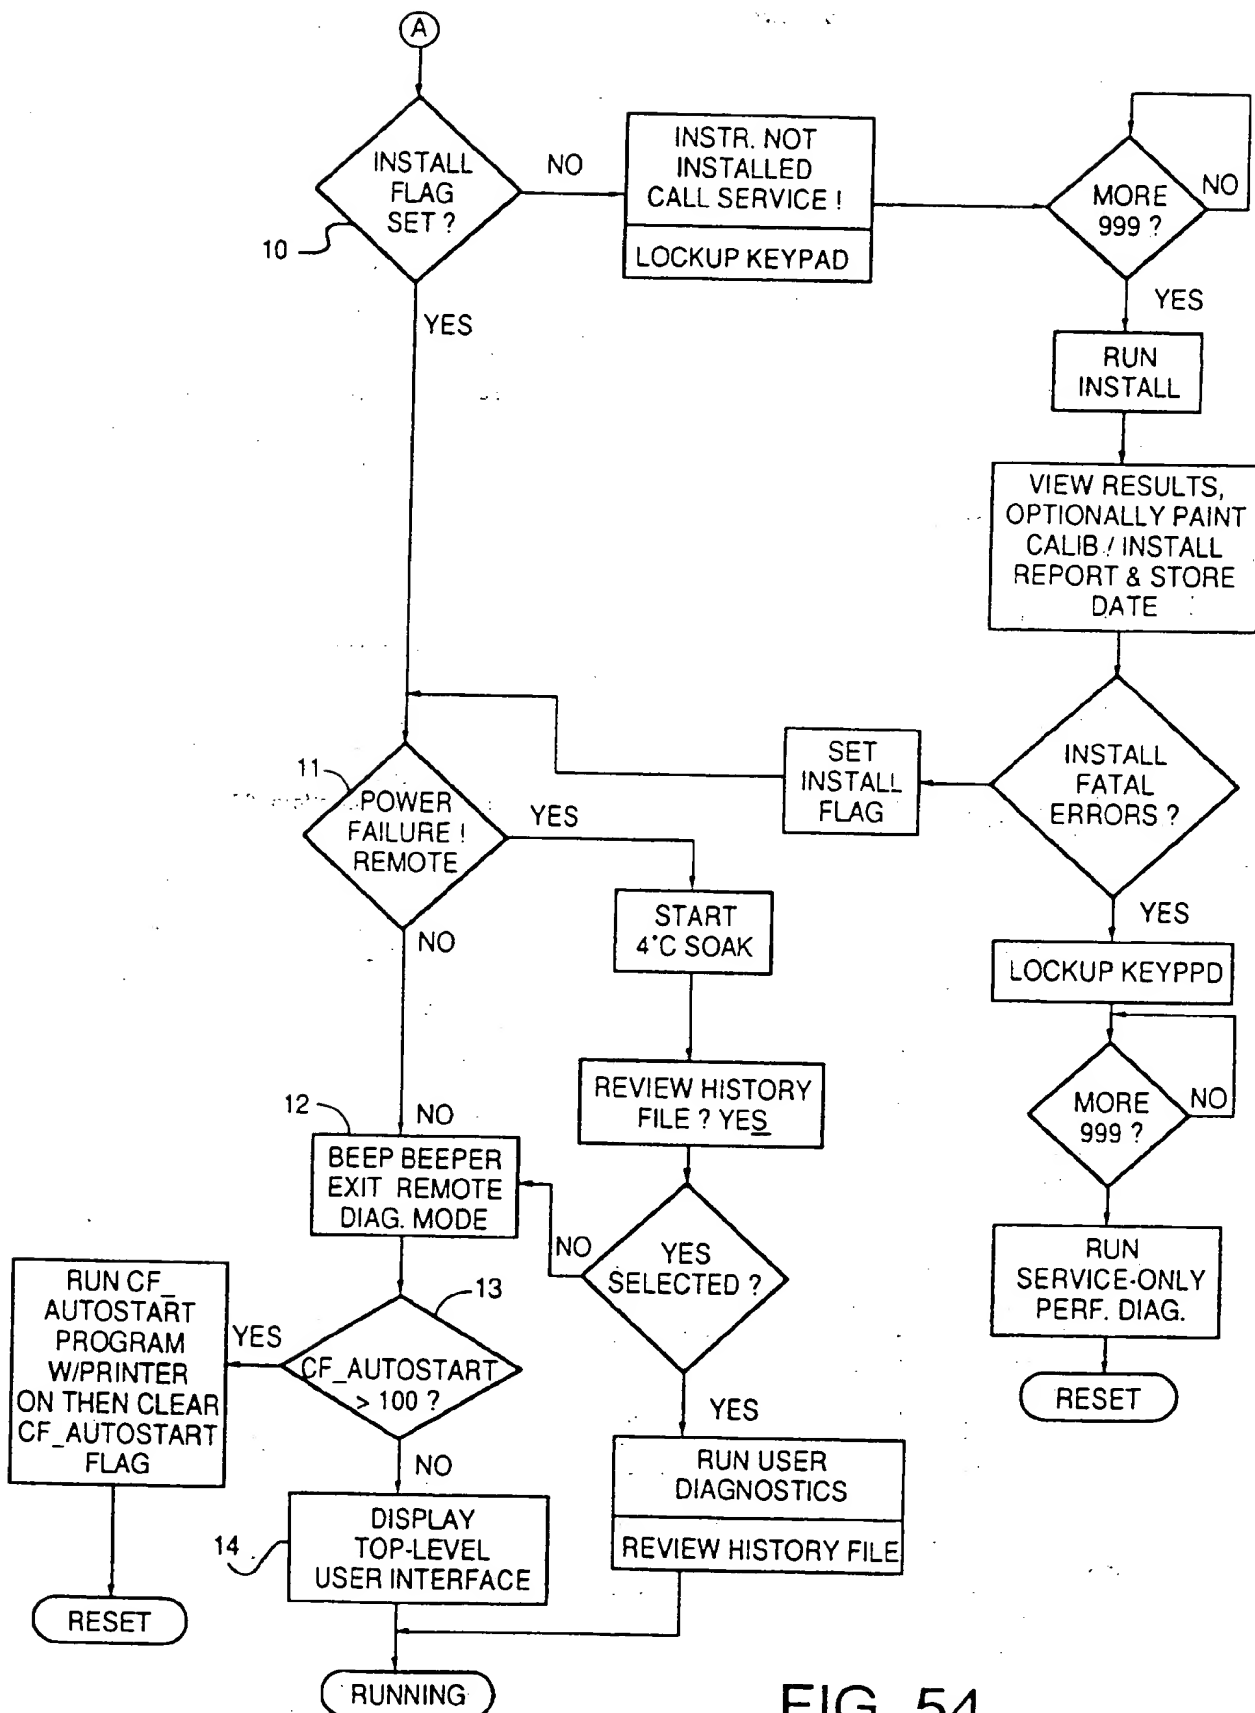 A
INSTALL
FLAG
SET ?
10
NO
YES
INSTR. NOT
INSTALLED
CALL SERVICE !
LOCKUP KEYPAD
MORE
999 ?
NO
YES
RUN
INSTALL
VIEW RESULTS,
OPTIONALLY PAINT
CALIB./ INSTALL
REPORT & STORE
DATE
INSTALL
FATAL
ERRORS ?
SET
INSTALL
FLAG
YES
LOCKUP KEYPPD
MORE
999 ?
NO
RUN
SERVICE-ONLY
PERF. DIAG.
RESET
11
POWER
FAILURE !
REMOTE
YES
NO
START
4°C SOAK
REVIEW HISTORY
FILE ? YES
YES
SELECTED ?
NO
YES
RUN USER
DIAGNOSTICS
REVIEW HISTORY FILE
12
NO
BEEP BEEPER
EXIT REMOTE
DIAG. MODE
13
CF_AUTOSTART
> 100 ?
YES
NO
RUN CF_
AUTOSTART
PROGRAM
W/PRINTER
ON THEN CLEAR
CF_AUTOSTART
FLAG
RESET
14
DISPLAY
TOP-LEVEL
USER INTERFACE
RUNNING
FIG. 54